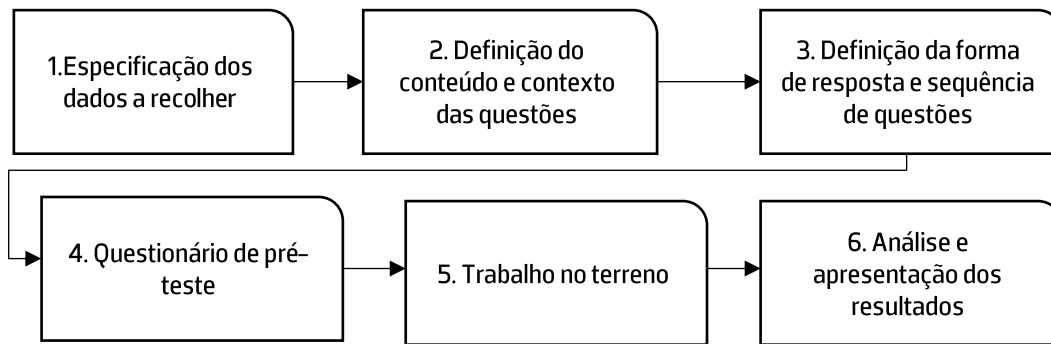 1.Especificação dos
dados a recolher
2. Definição do
conteúdo e contexto
das questões
3. Definição da forma
de resposta e sequência
de questões
4. Questionário de pré-
teste
5. Trabalho no terreno
6. Análise e
apresentação dos
resultados